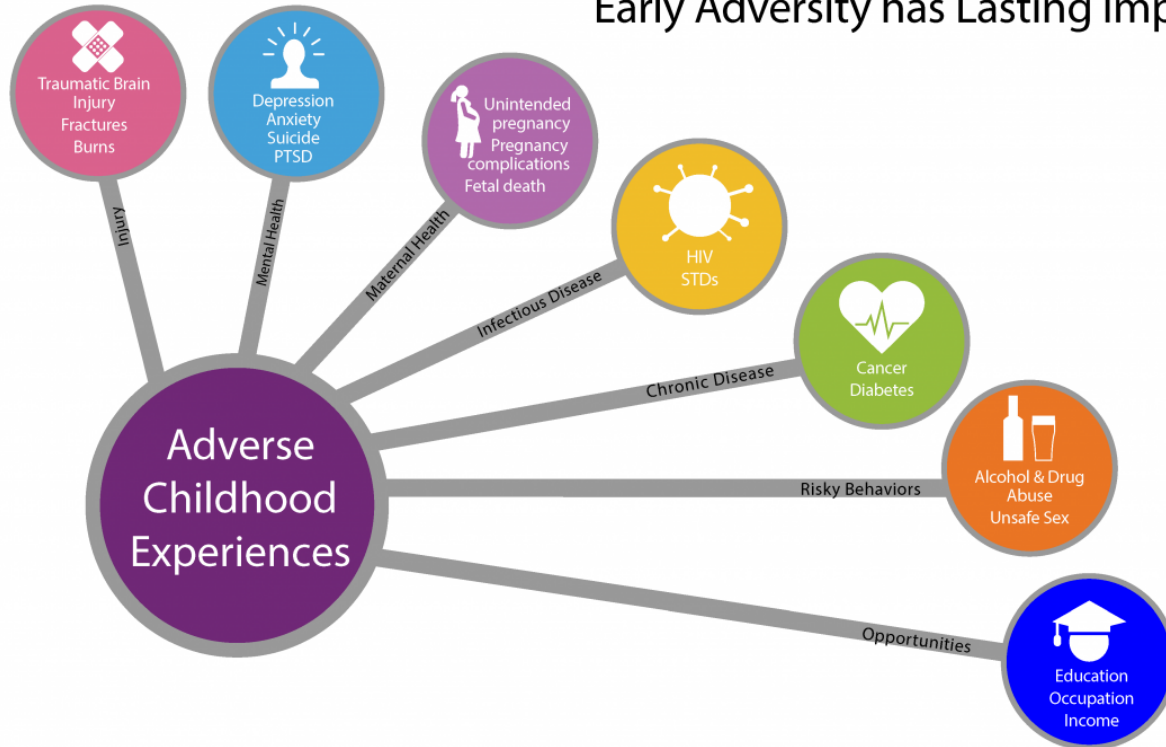 Early Adversity has Lasting
Traumatic Brain
Injury
Fractures
Burns
Depression
Anxiety
Suicide
PTSD
Unintended
pregnancy
Pregnancy
complications
Fetal death
HIV
STDs
Cancer
Diabetes
Alcohol & Drug
Abuse
Unsafe Sex
Education
Occupation
Income
Injury
Mental Health
Maternal Health
Infectious Disease
Chronic Disease
Risky Behaviors
Opportunities
Adverse
Childhood
Experiences